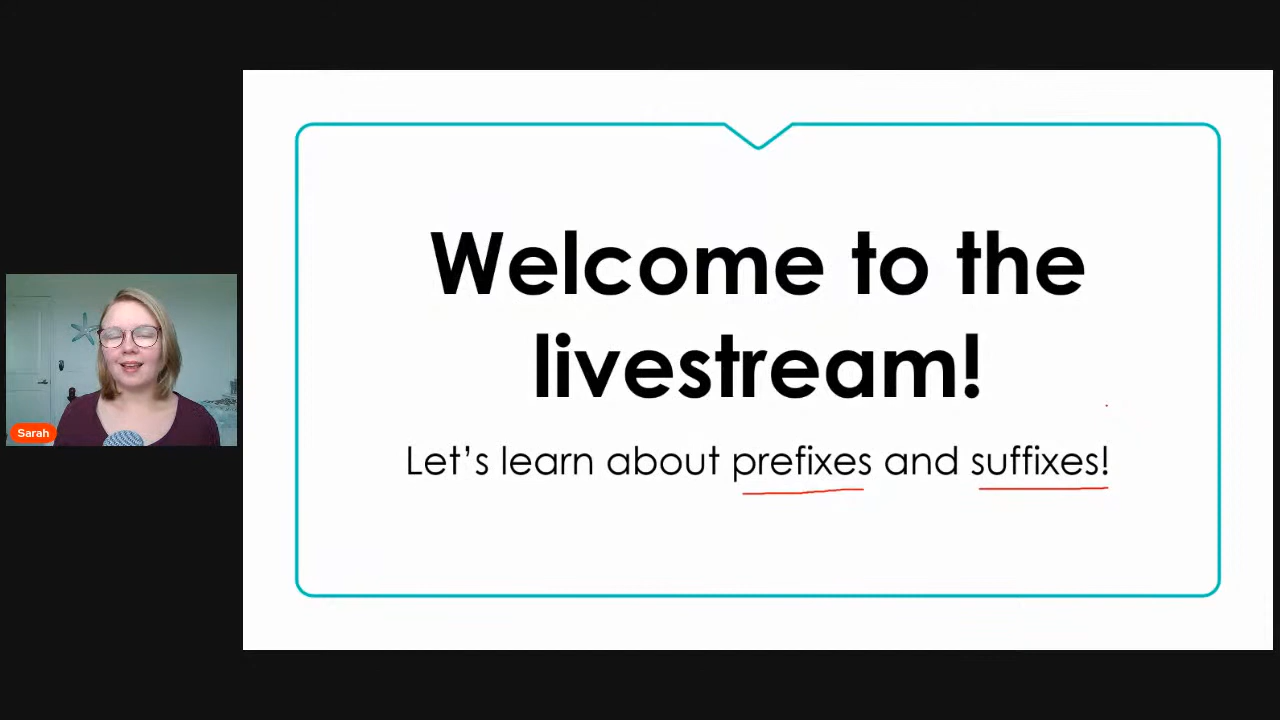 Welcome to the
livestream!
Let’s learn about prefixes and suffixes!
Sarah